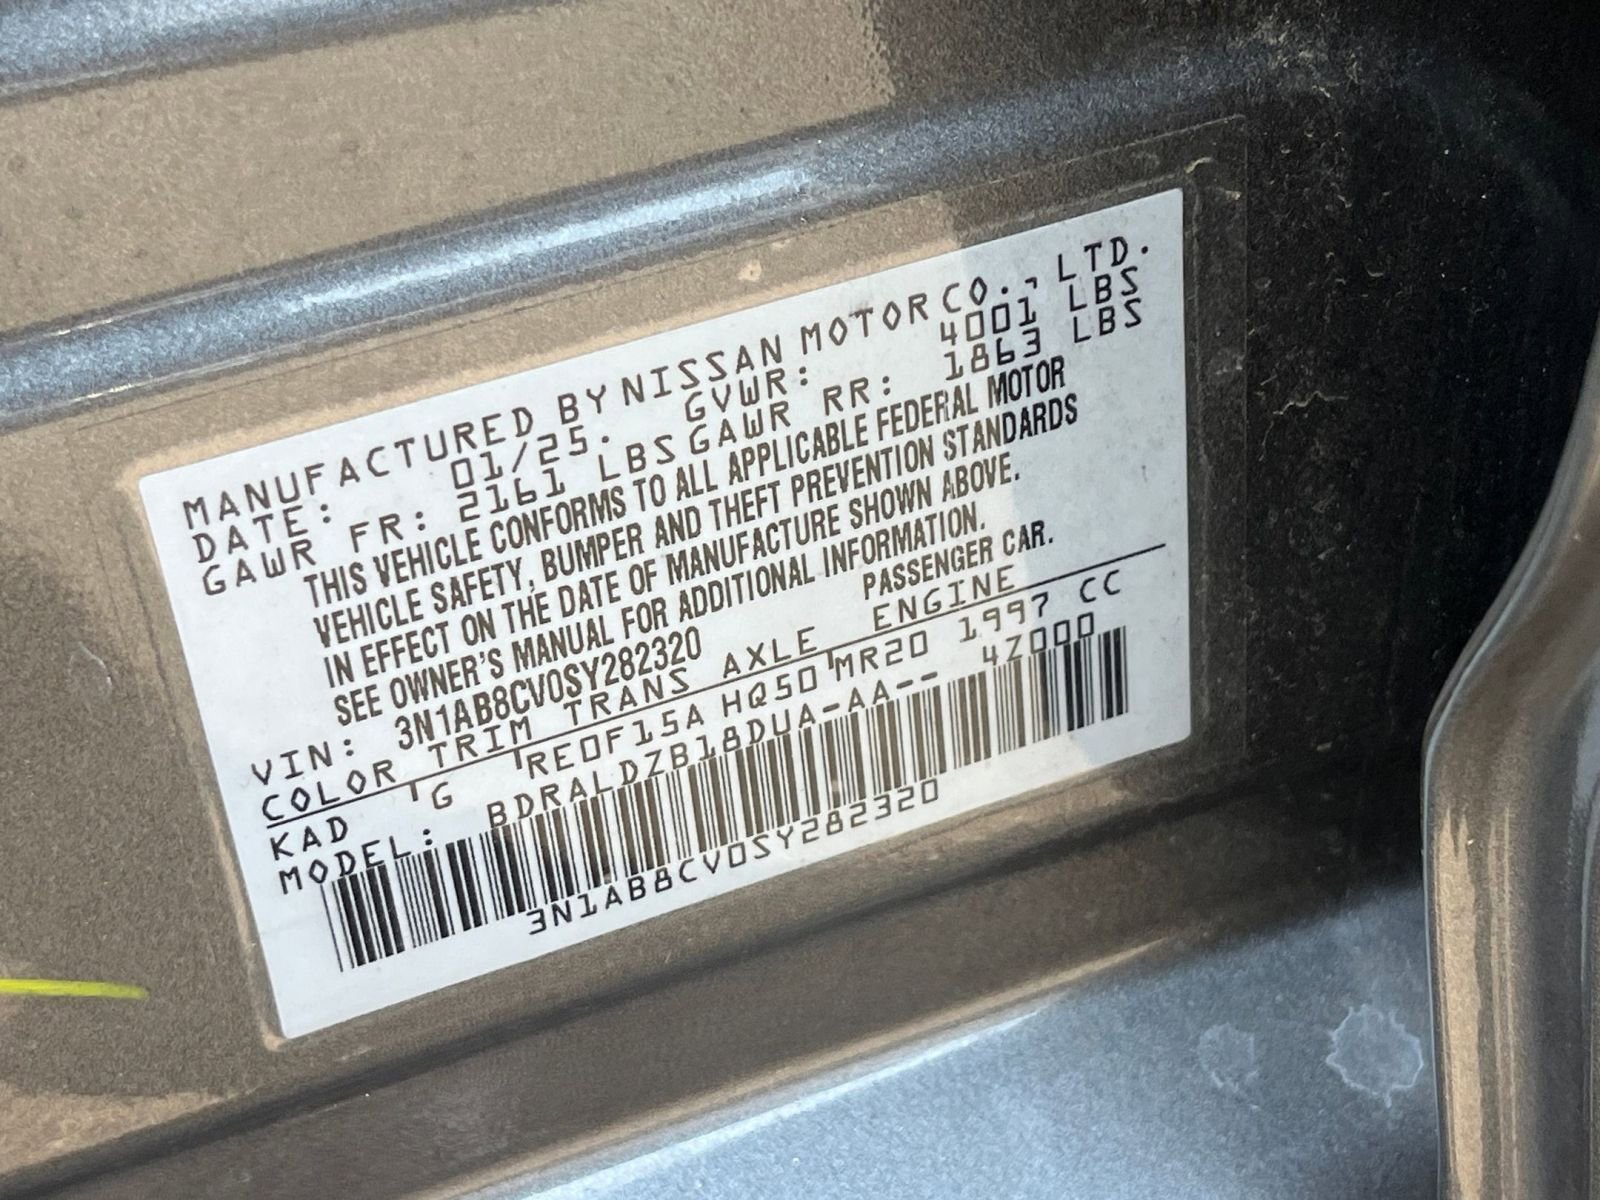 MANUFACTURED BY NISSAN MOTOR CO., LTD.
DATE: 01/25. GVWR: 4001 LBS
GAWR FR: 2161 LBS GAWR RR: 1863 LBS
THIS VEHICLE CONFORMS TO ALL APPLICABLE FEDERAL MOTOR
VEHICLE SAFETY, BUMPER AND THEFT PREVENTION STANDARDS
IN EFFECT ON THE DATE OF MANUFACTURE SHOWN ABOVE.
SEE OWNER'S MANUAL FOR ADDITIONAL INFORMATION.
VIN: 3N1AB8CV0SY282320 PASSENGER CAR.
COLOR TRIM TRANS AXLE ENGINE
KAD G RE0F15A HQ50 MR20 1997 CC
MODEL: BDRALDZB18DUA-AA-- 4Z000
3N1AB8CV0SY282320